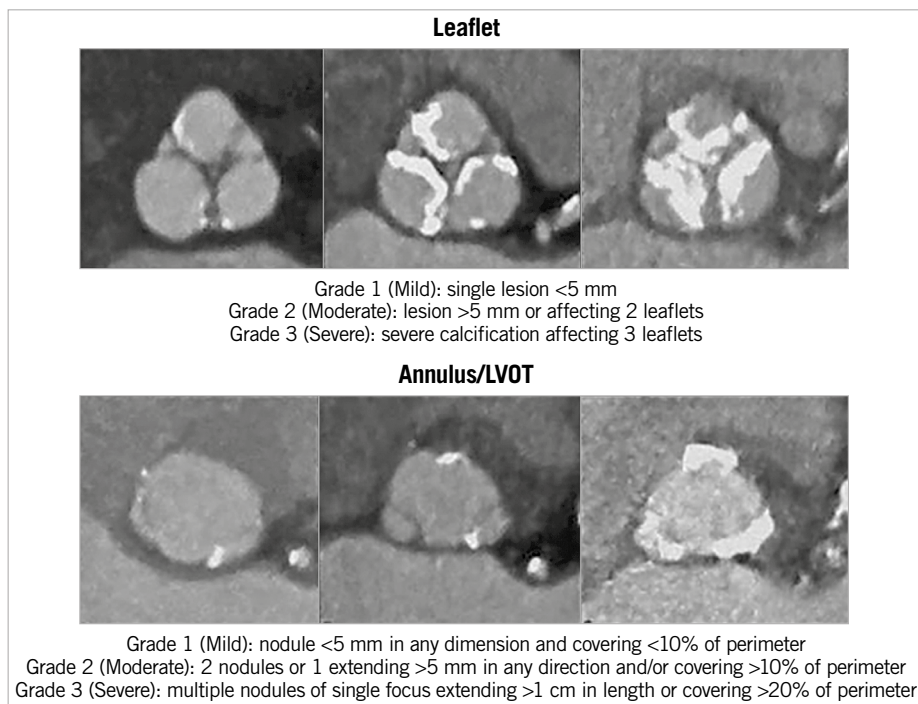 Leaflet
Grade 1 (Mild): single lesion <5 mm
Grade 2 (Moderate): lesion >5 mm or affecting 2 leaflets
Grade 3 (Severe): severe calcification affecting 3 leaflets
Annulus/LVOT
Grade 1 (Mild): nodule <5 mm in any dimension and covering <10% of perimeter
Grade 2 (Moderate): 2 nodules or 1 extending >5 mm in any direction and/or covering >10% of perimeter
Grade 3 (Severe): multiple nodules of single focus extending >1 cm in length or covering >20% of perimeter